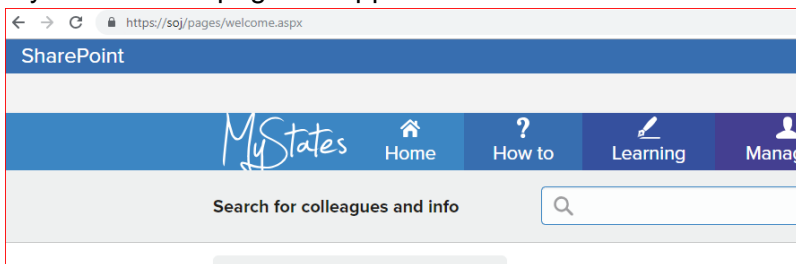 https://soj/pages/welcome.aspx
SharePoint
MyStates
Home
?
How to
Learning
Search for colleagues and info